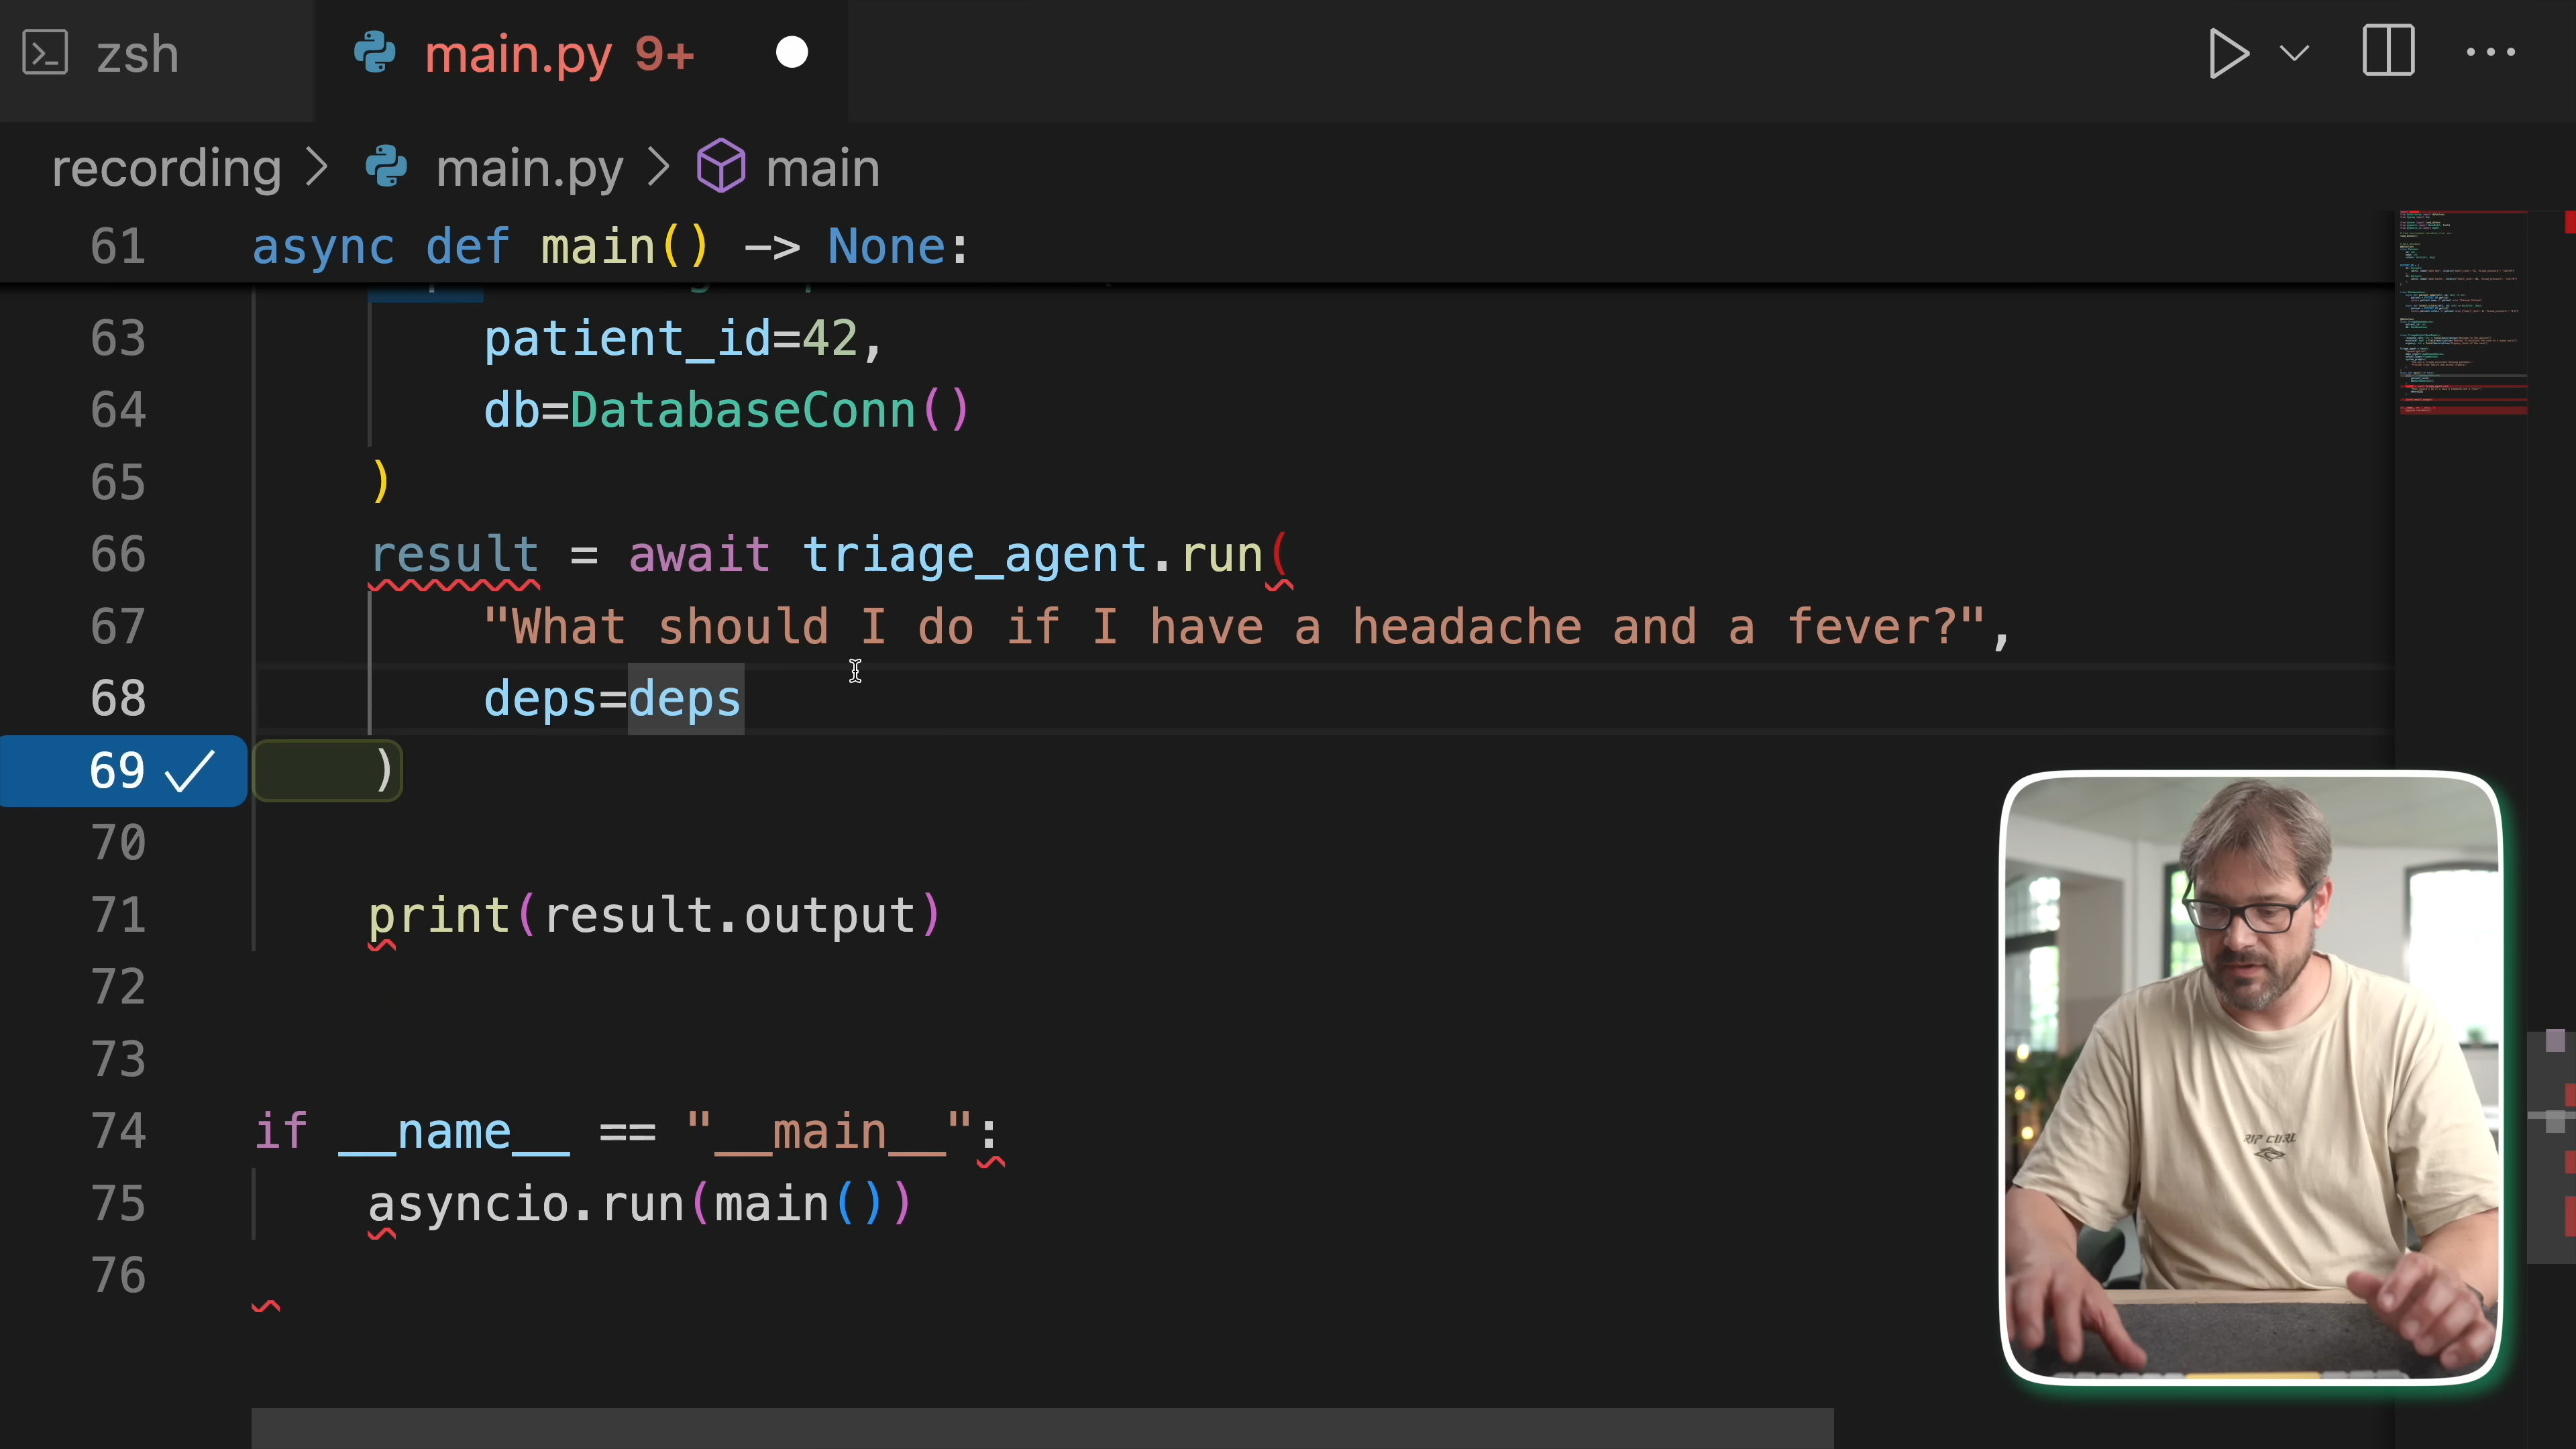 zsh
main.py 9+
recording > main.py > main
61 async def main() -> None:
63 patient_id=42,
64 db=DatabaseConn()
65 )
66 result = await triage_agent.run(
67 "What should I do if I have a headache and a fever?",
68 deps=deps
69 )
70
71 print(result.output)
72
73
74 if __name__ == "__main__":
75 asyncio.run(main())
76
RIP CURL